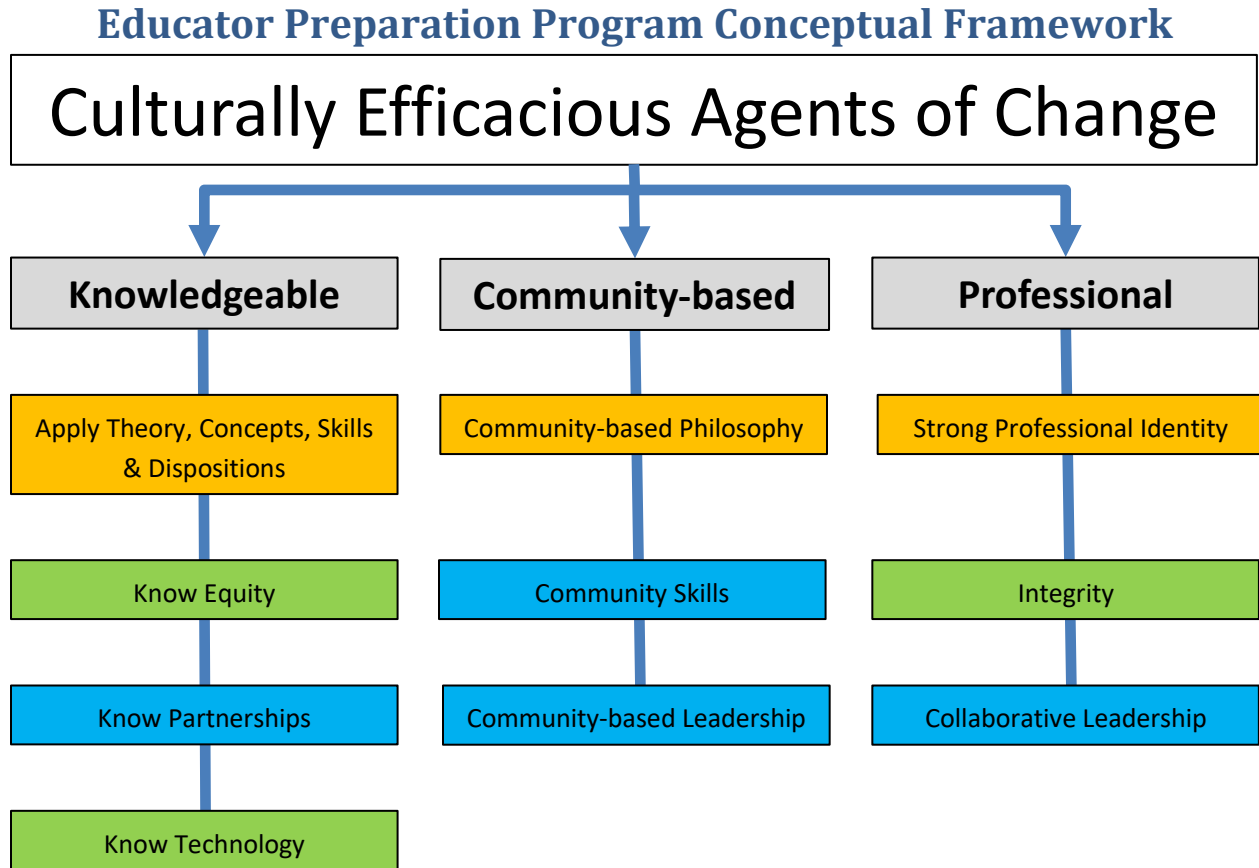 Educator Preparation Program Conceptual Framework
Culturally Efficacious Agents of Change
Knowledgeable
Community-based
Professional
Apply Theory, Concepts, Skills
& Dispositions
Community-based Philosophy
Strong Professional Identity
Know Equity
Community Skills
Integrity
Know Partnerships
Community-based Leadership
Collaborative Leadership
Know Technology